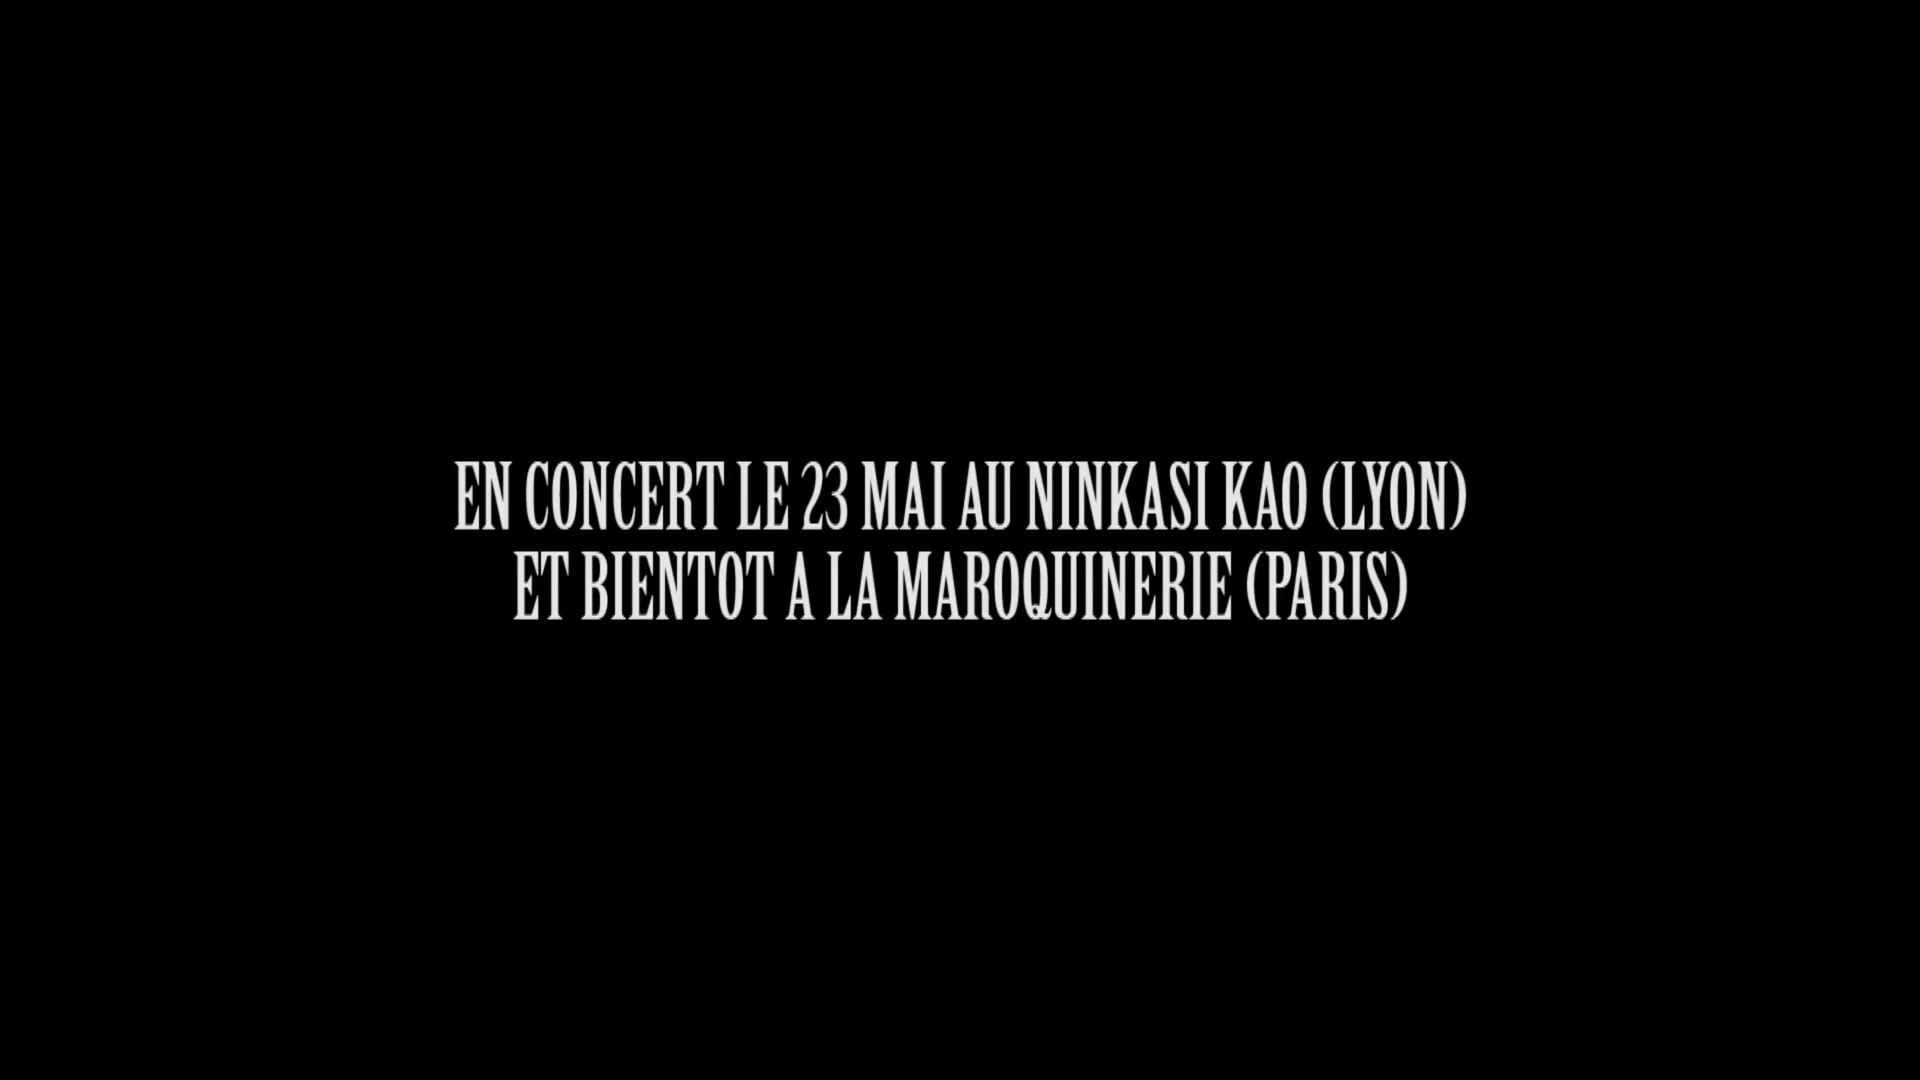 EN CONCERT LE 23 MAI AU NINKASI KAO (LYON)
ET BIENTOT A LA MAROQUINERIE (PARIS)